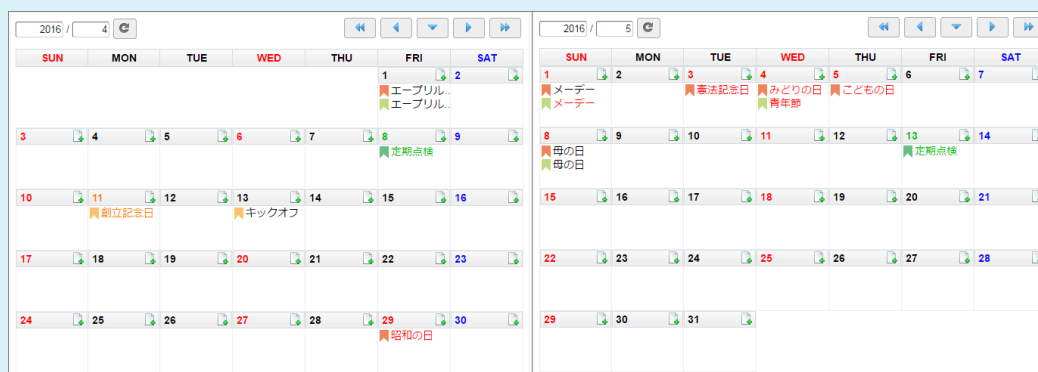 2016 / 4
SUN MON TUE WED THU FRI SAT
1 2
エープリル..
エープリル..
3 4 5 6 7 8 9
定期点検
10 11 12 13 14 15 16
創立記念日 キックオフ
17 18 19 20 21 22 23
24 25 26 27 28 29 30
昭和の日
2016 / 5
SUN MON TUE WED THU FRI SAT
1 2 3 4 5 6 7
メーデー 憲法記念日 みどりの日 こどもの日
メーデー 青年節
8 9 10 11 12 13 14
母の日 定期点検
母の日
15 16 17 18 19 20 21
22 23 24 25 26 27 28
29 30 31